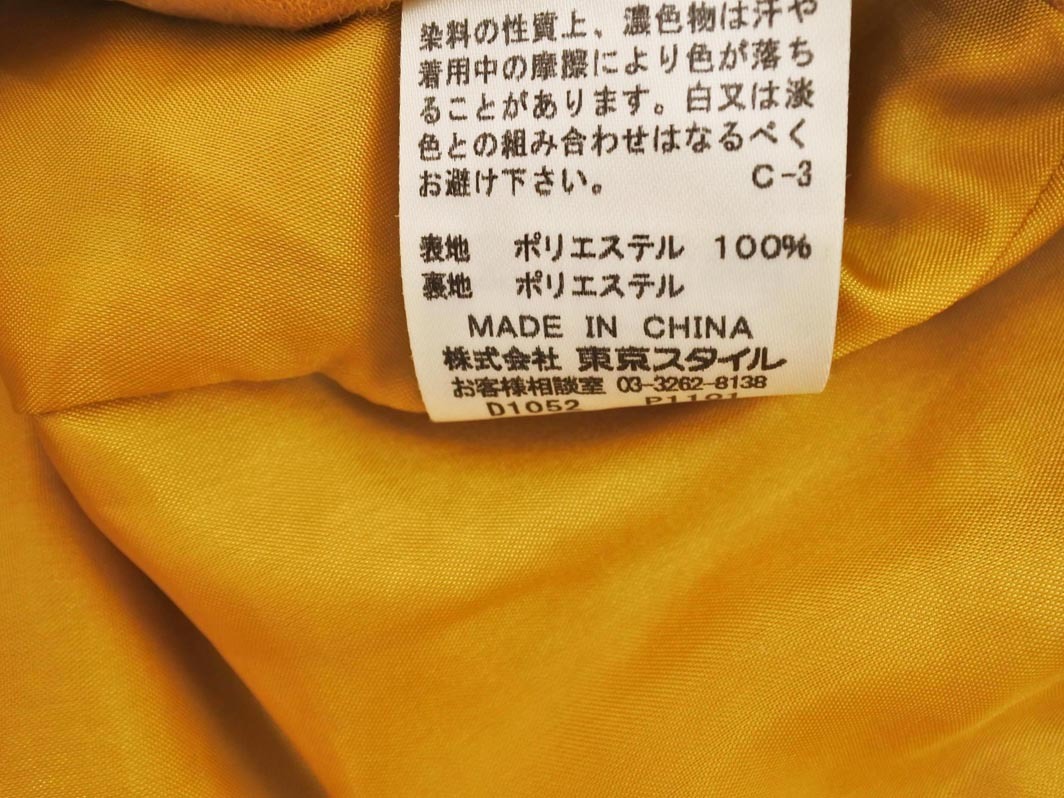 染料の性質上、濃色物は汗や
着用中の摩擦により色が落ち
ることがあります。白又は淡
色との組み合わせはなるべく
お避け下さい。 C-3
表地 ポリエステル 100%
裏地 ポリエステル
MADE IN CHINA
株式会社 東京スタイル
お客様相談室 03-3262-8138
D1052